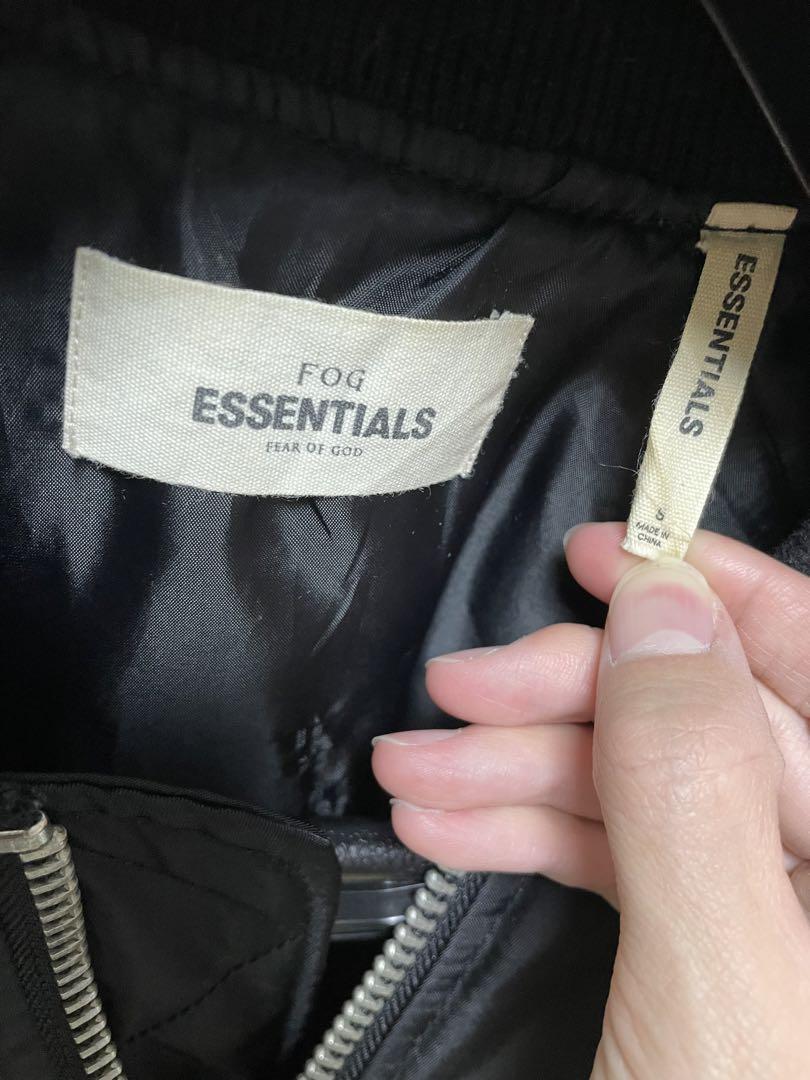 FOG
ESSENTIALS
FEAR OF GOD
ESSENTIALS
S
MADE IN
CHINA